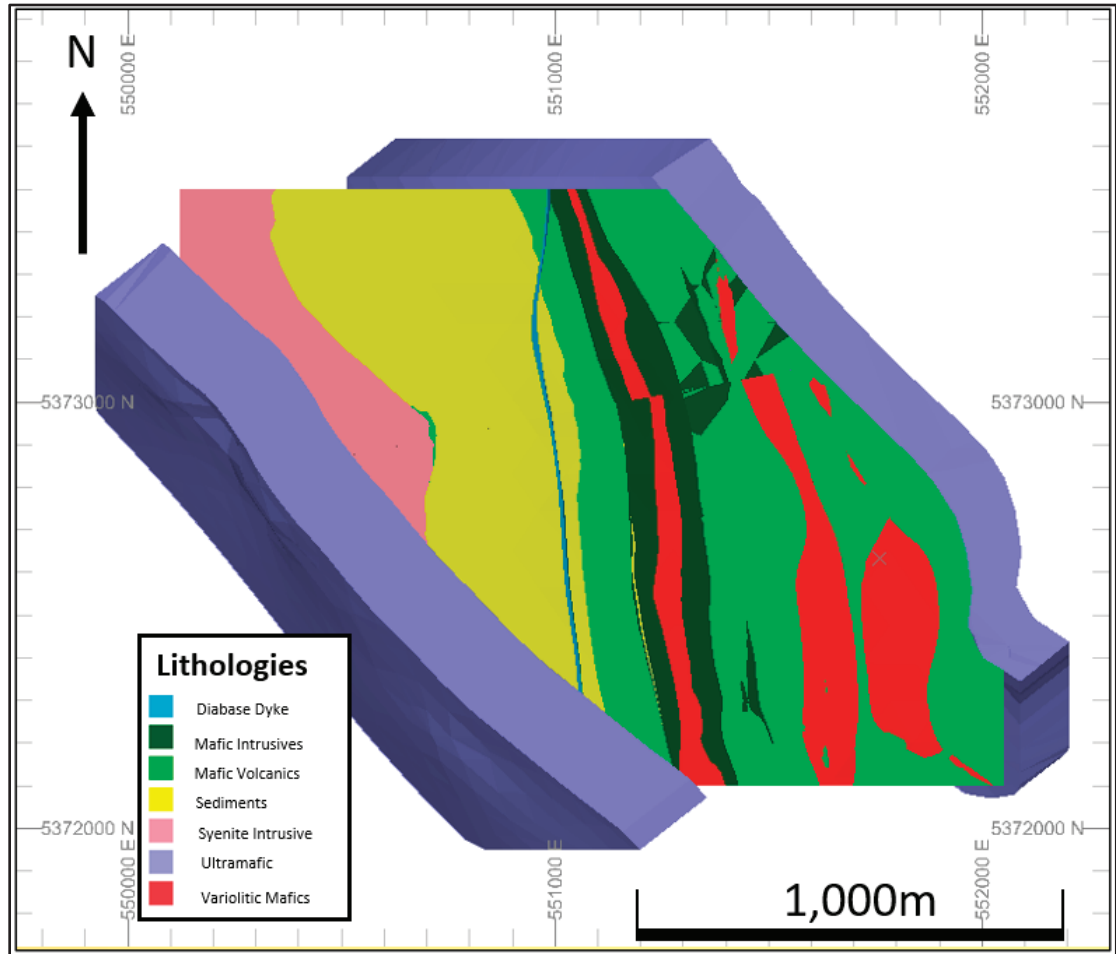 N
550000 E
551000 E
552000 E
5373000 N
5373000 N
5372000 N
5372000 N
550000 E
551000 E
552000 E
Lithologies
Diabase Dyke
Mafic Intrusives
Mafic Volcanics
Sediments
Syenite Intrusive
Ultramafic
Variolitic Mafics
1,000m